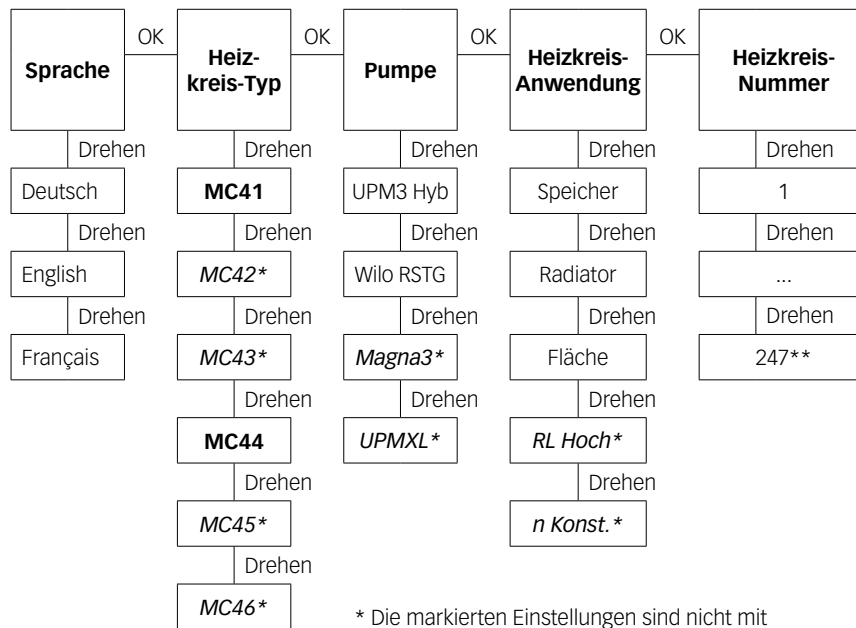 OK OK OK OK
Sprache Heiz-kreis-Typ Pumpe Heizkreis-Anwendung Heizkreis-Nummer
Drehen Drehen Drehen Drehen Drehen
Deutsch MC41 UPM3 Hyb Speicher 1
Drehen Drehen Drehen Drehen Drehen
English MC42* Wilo RSTG Radiator ...
Drehen Drehen Drehen Drehen Drehen
Français MC43* Magna3* Fläche 247**
Drehen Drehen Drehen
MC44 UPMXL* RL Hoch*
Drehen Drehen
MC45* n Konst.*
Drehen
MC46*
* Die markierten Einstellungen sind nicht mit